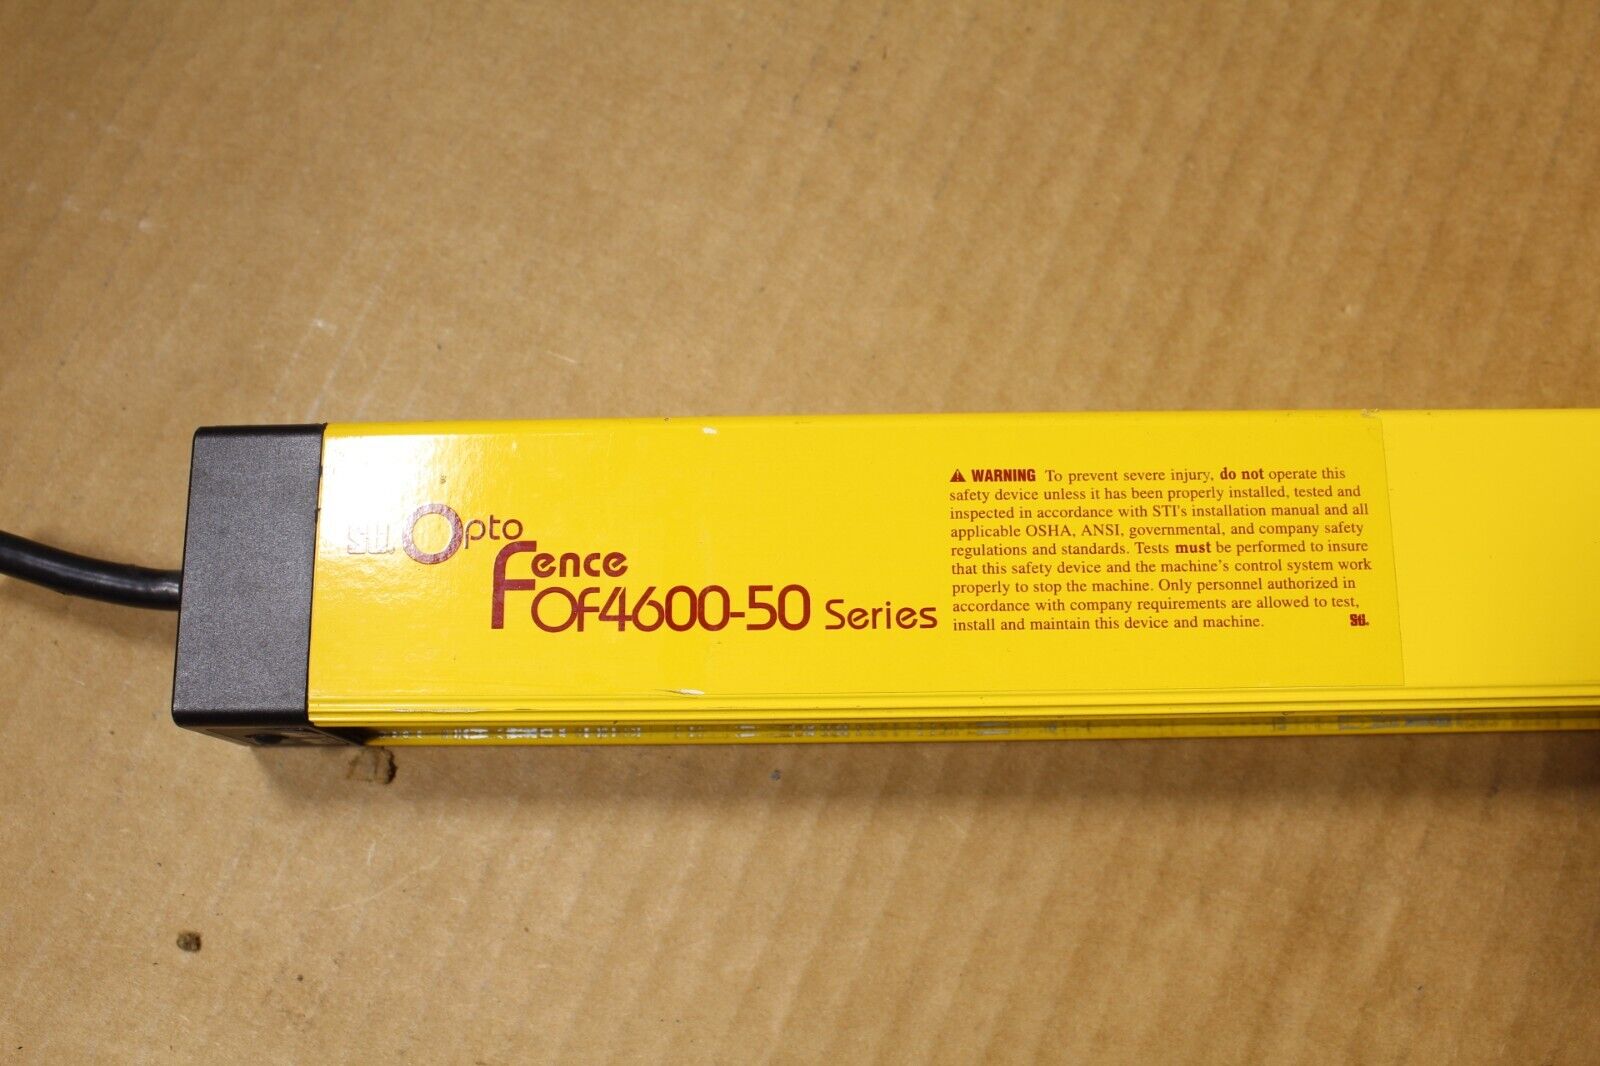 Sti. Opto
Fence
OF4600-50 Series
WARNING To prevent severe injury, do not operate this
safety device unless it has been properly installed, tested and
inspected in accordance with STI's installation manual and all
applicable OSHA, ANSI, governmental, and company safety
regulations and standards. Tests must be performed to insure
that this safety device and the machine's control system work
properly to stop the machine. Only personnel authorized in
accordance with company requirements are allowed to test,
install and maintain this device and machine.
Sti.